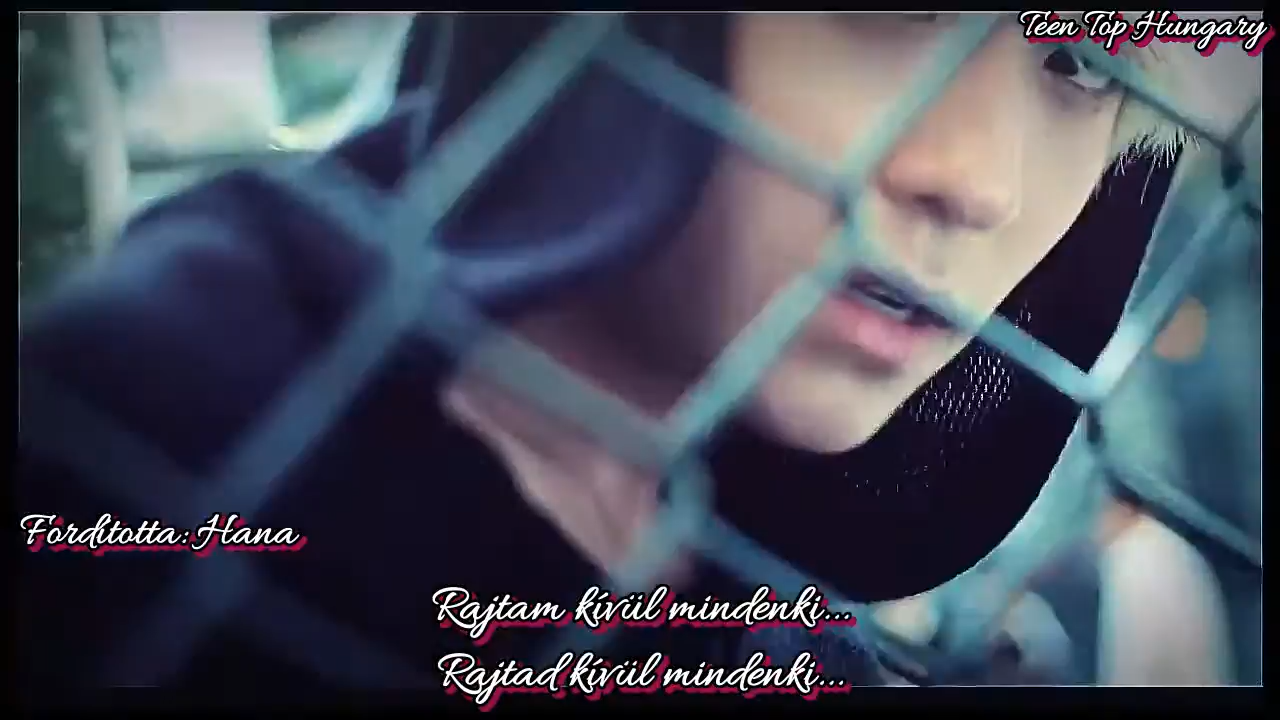 Teen Top Hungary
Fordította: Hana
Rajtam kívül mindenki...
Rajtad kívül mindenki...